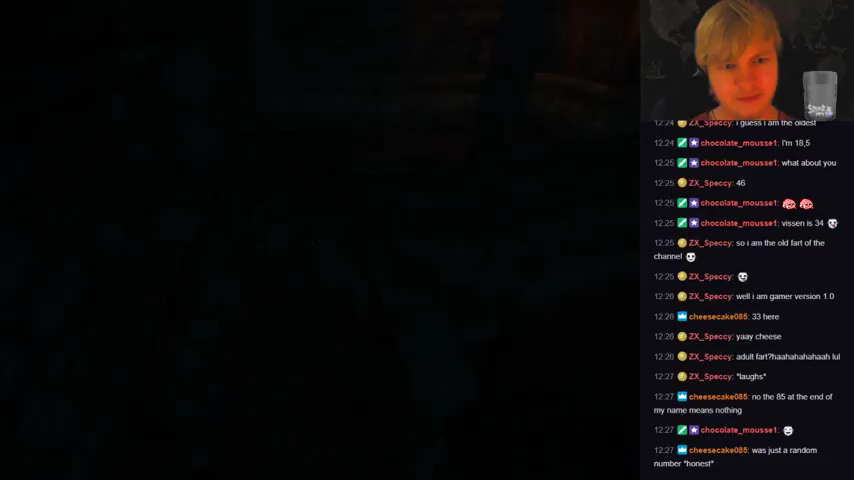 12:24 ZX_Speccy: i guess i am the oldest
12:24 chocolate_mousse1: I'm 18,5
12:25 chocolate_mousse1: what about you
12:25 ZX_Speccy: 46
12:25 chocolate_mousse1:
12:25 chocolate_mousse1: vissen is 34
12:25 ZX_Speccy: so i am the old fart of the
channel
12:25 ZX_Speccy:
12:26 ZX_Speccy: well i am gamer version 1.0
12:26 cheesecake085: 33 here
12:26 ZX_Speccy: yaay cheese
12:26 ZX_Speccy: adult fart?haahahahahaah lul
12:27 ZX_Speccy: *laughs*
12:27 cheesecake085: no the 85 at the end of
my name means nothing
12:27 chocolate_mousse1:
12:27 cheesecake085: was just a random
number *honest*